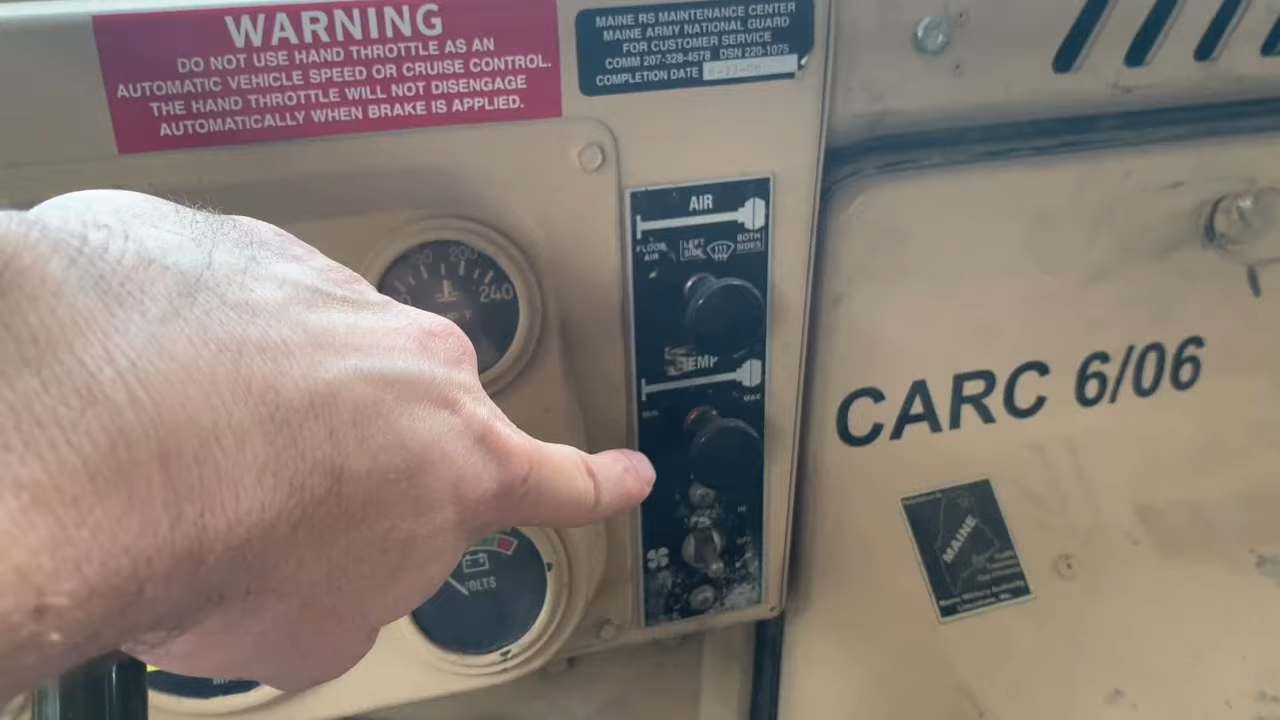 WARNING
DO NOT USE HAND THROTTLE AS AN
AUTOMATIC VEHICLE SPEED OR CRUISE CONTROL.
THE HAND THROTTLE WILL NOT DISENGAGE
AUTOMATICALLY WHEN BRAKE IS APPLIED.
MAINE RS MAINTENANCE CENTER
MAINE ARMY NATIONAL GUARD
FOR CUSTOMER SERVICE
COMM 207-328-4578 DSN 220-1075
COMPLETION DATE
AIR
FLOOR AIR
LEFT SIDE
BOTH SIDES
200
240
TEMP
MAX
HI
VOLTS
CARC 6/06
MAINE